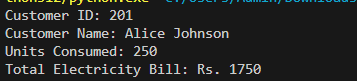 Customer ID: 201
Customer Name: Alice Johnson
Units Consumed: 250
Total Electricity Bill: Rs. 1750